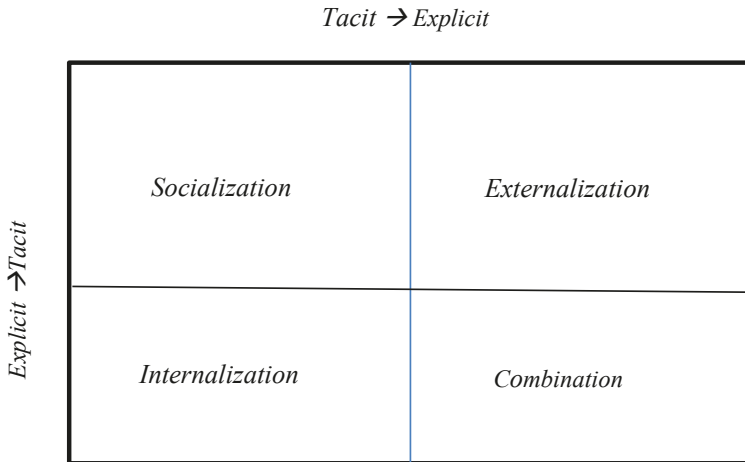 Tacit → Explicit
Socialization
Externalization
Explicit →Tacit
Internalization
Combination